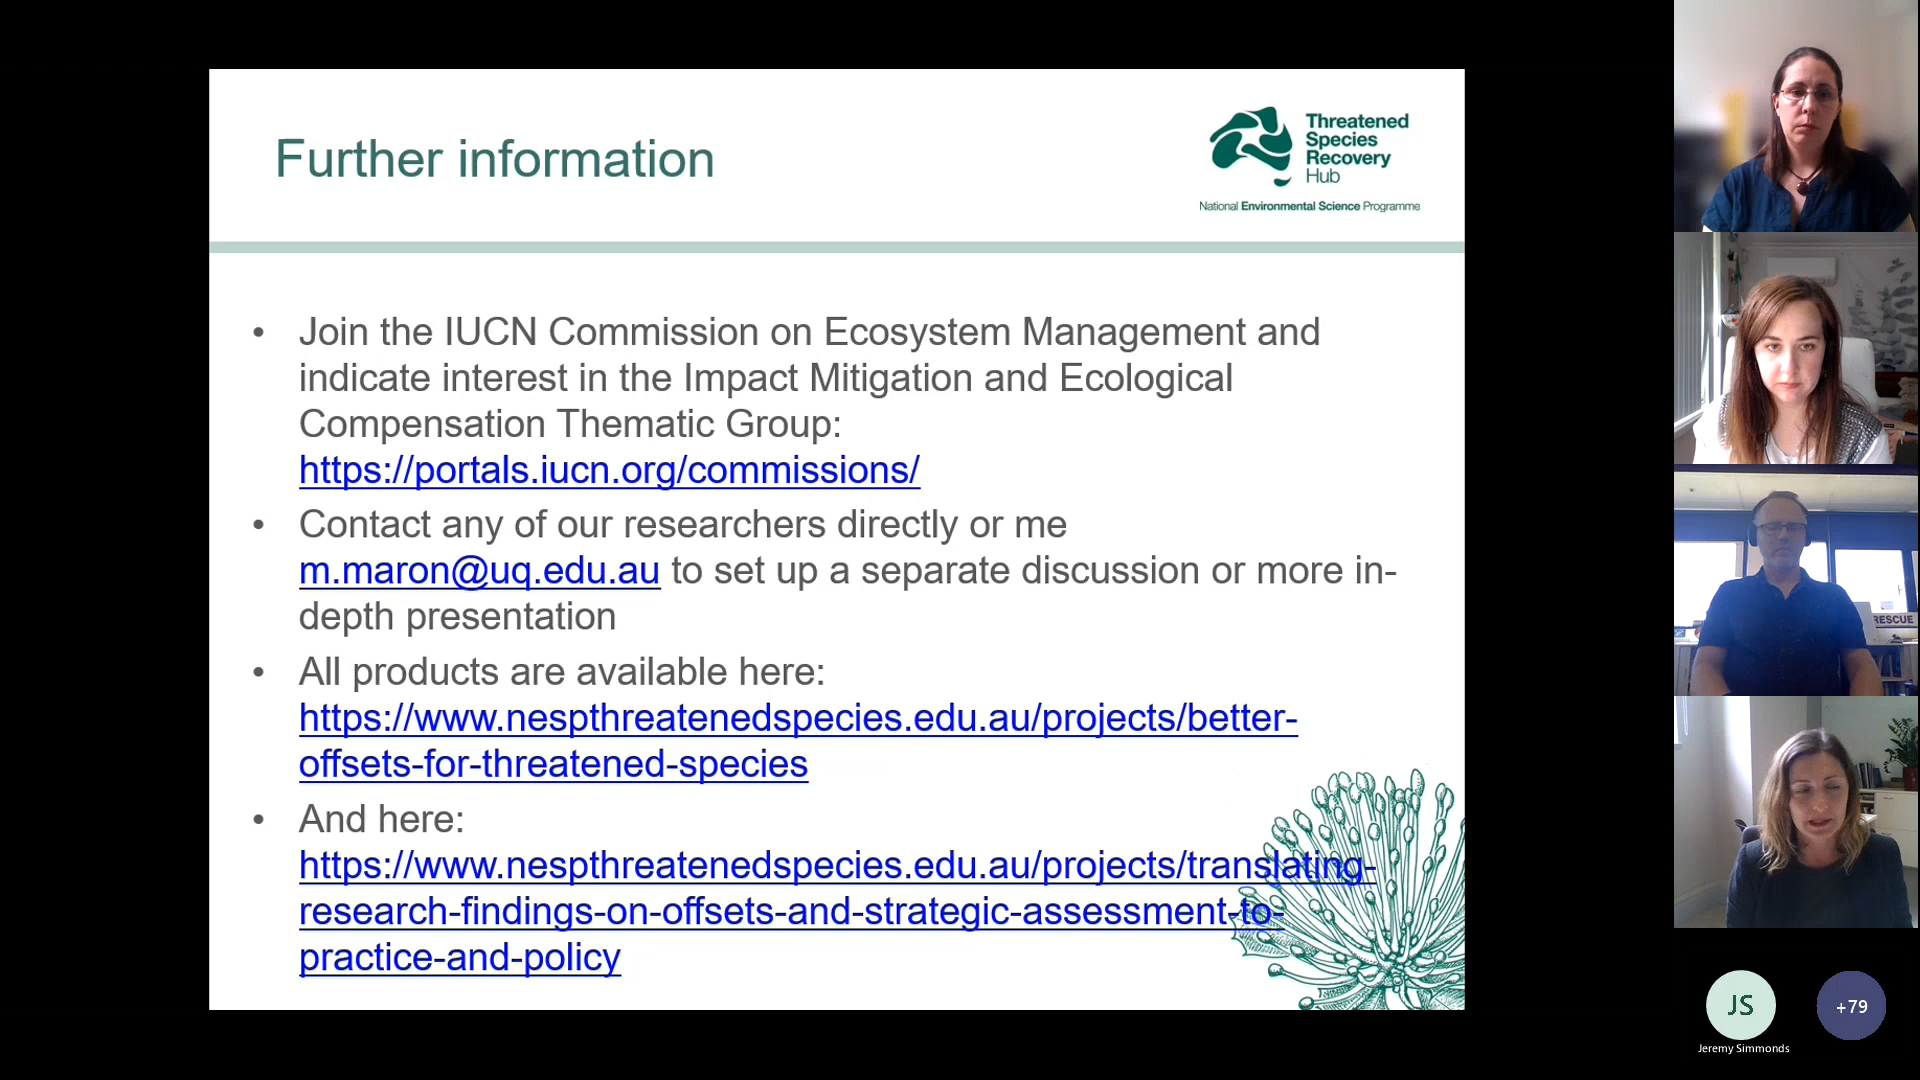 Further information
Threatened
Species
Recovery
Hub
National Environmental Science Programme
• Join the IUCN Commission on Ecosystem Management and
indicate interest in the Impact Mitigation and Ecological
Compensation Thematic Group:
https://portals.iucn.org/commissions/
• Contact any of our researchers directly or me
m.maron@uq.edu.au to set up a separate discussion or more in-
depth presentation
• All products are available here:
https://www.nespthreatenedspecies.edu.au/projects/better-
offsets-for-threatened-species
• And here:
https://www.nespthreatenedspecies.edu.au/projects/translating-
research-findings-on-offsets-and-strategic-assessment-to-
practice-and-policy
RESCUE
JS
+79
Jeremy Simmonds